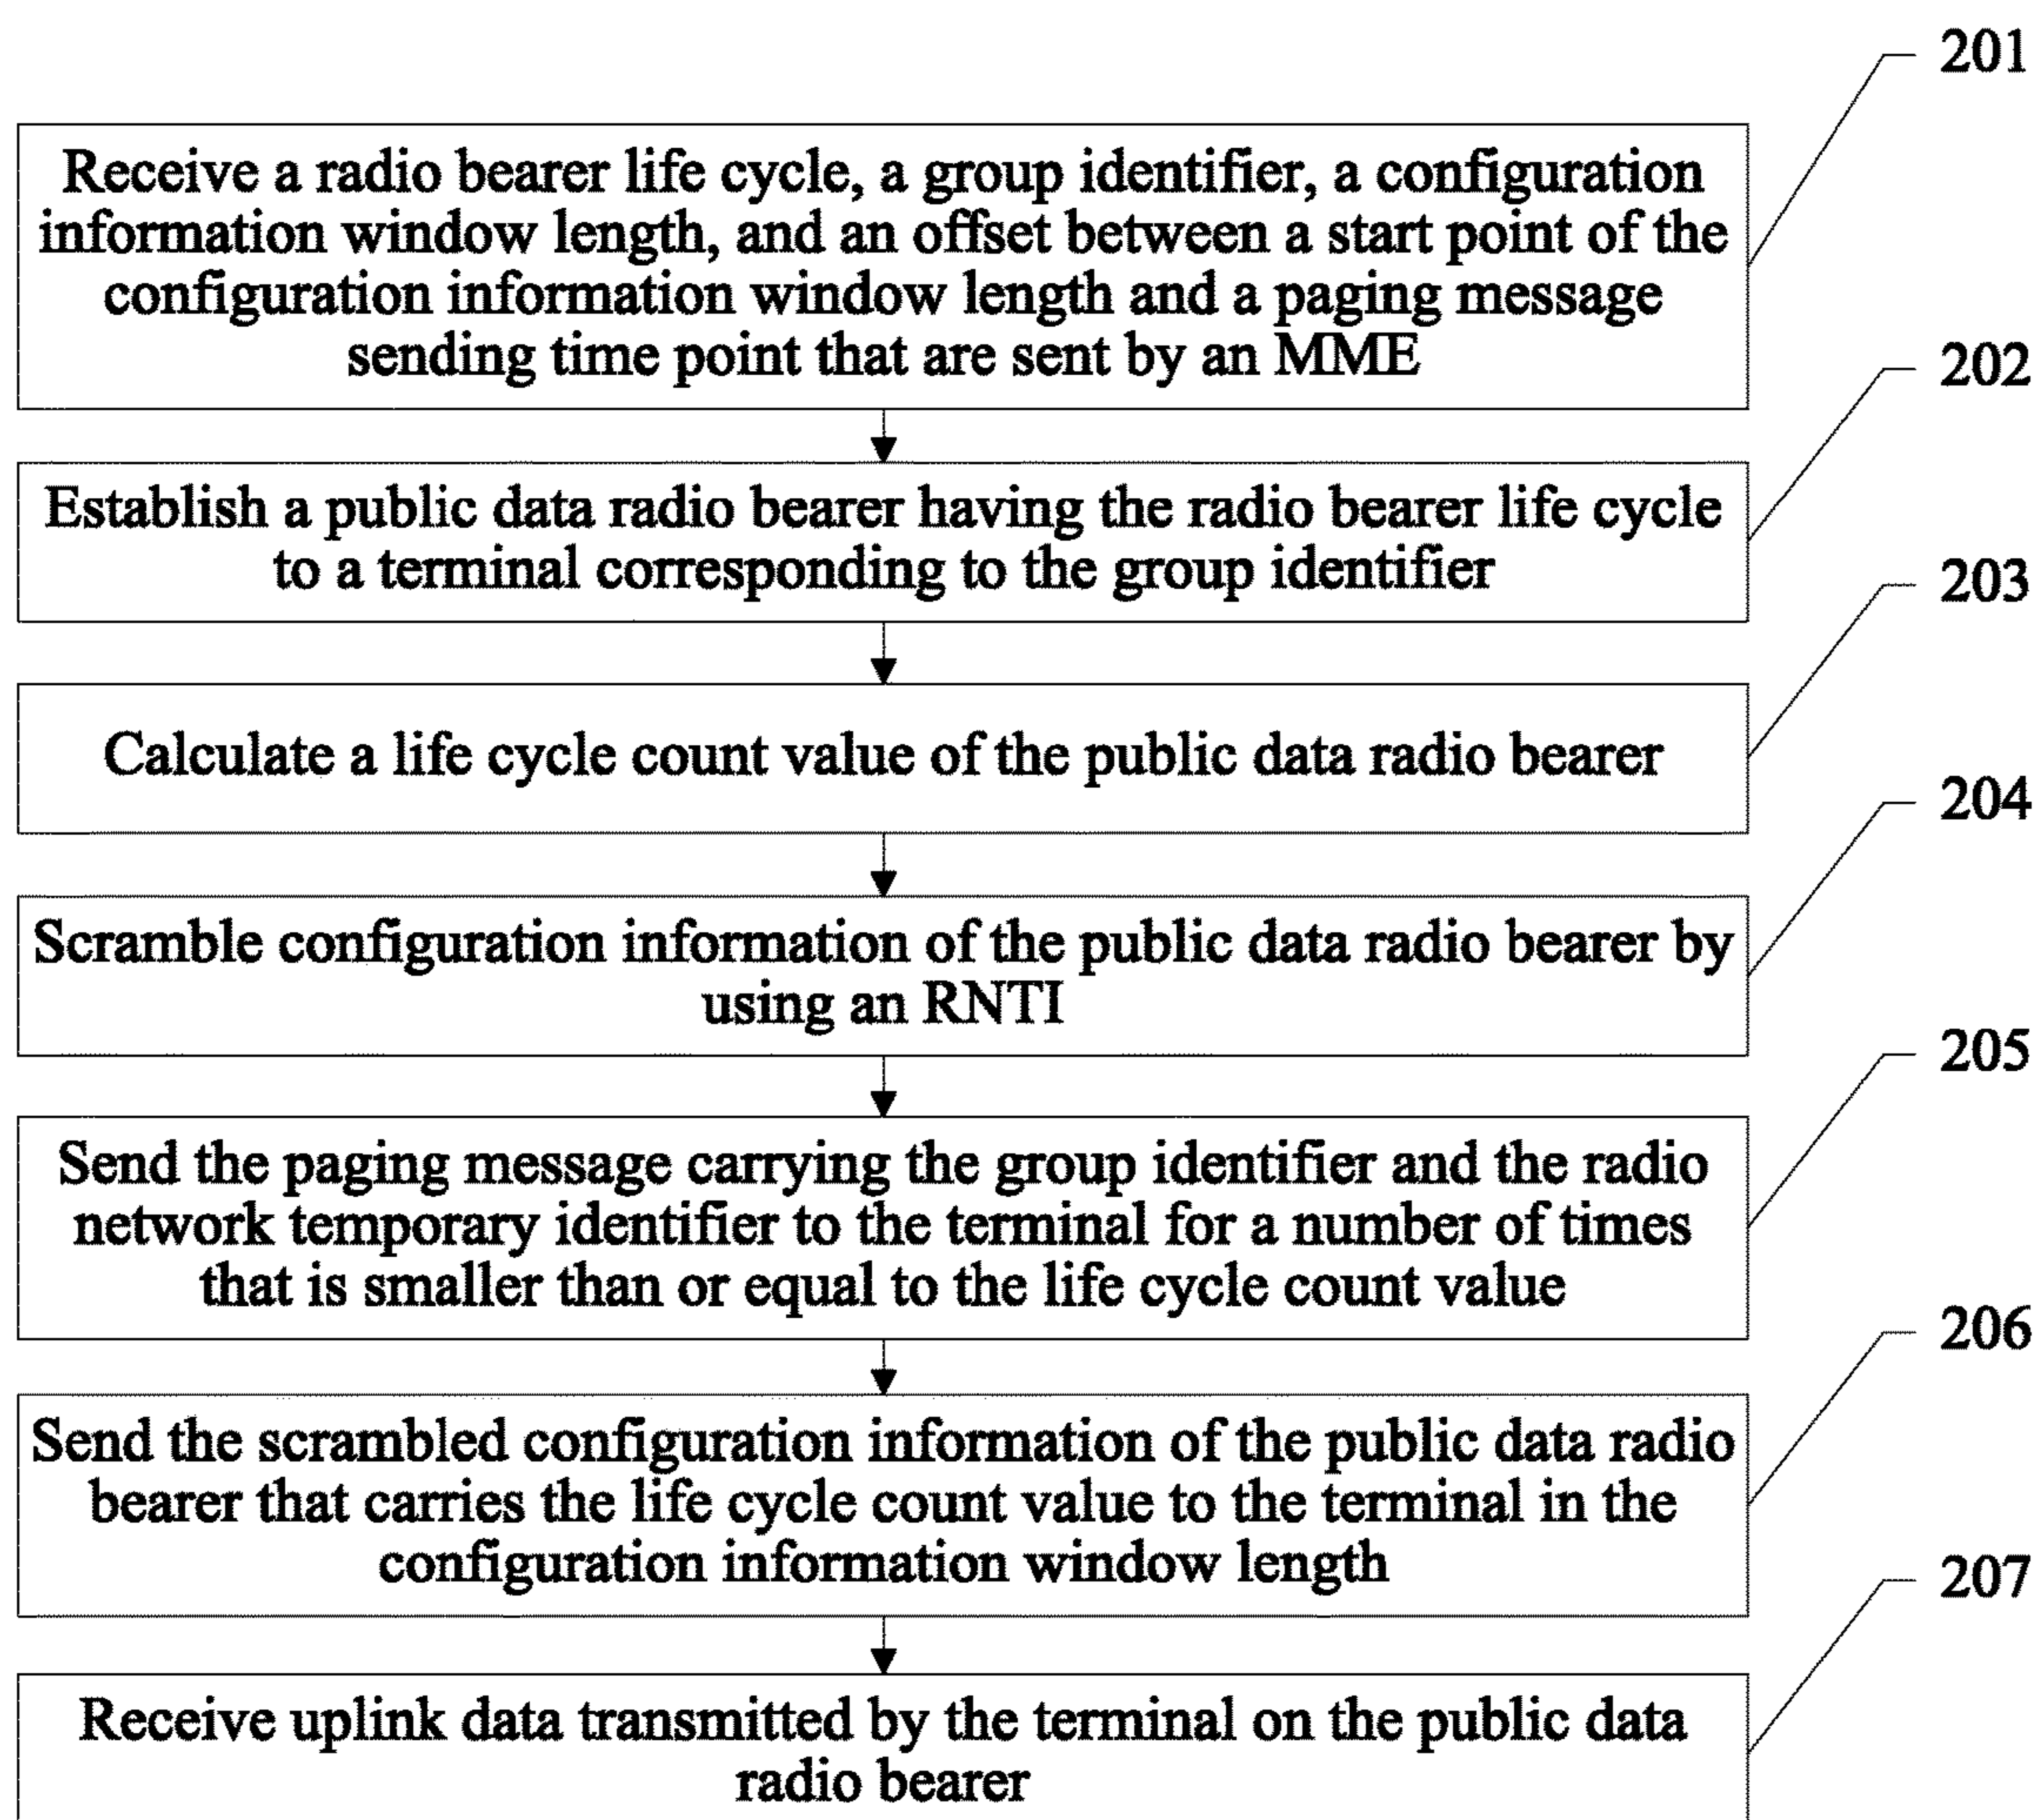 201
Receive a radio bearer life cycle, a group identifier, a configuration
information window length, and an offset between a start point of the
configuration information window length and a paging message
sending time point that are sent by an MME
202
Establish a public data radio bearer having the radio bearer life cycle
to a terminal corresponding to the group identifier
203
Calculate a life cycle count value of the public data radio bearer
204
Scramble configuration information of the public data radio bearer by
using an RNTI
205
Send the paging message carrying the group identifier and the radio
network temporary identifier to the terminal for a number of times
that is smaller than or equal to the life cycle count value
206
Send the scrambled configuration information of the public data radio
bearer that carries the life cycle count value to the terminal in the
configuration information window length
207
Receive uplink data transmitted by the terminal on the public data
radio bearer